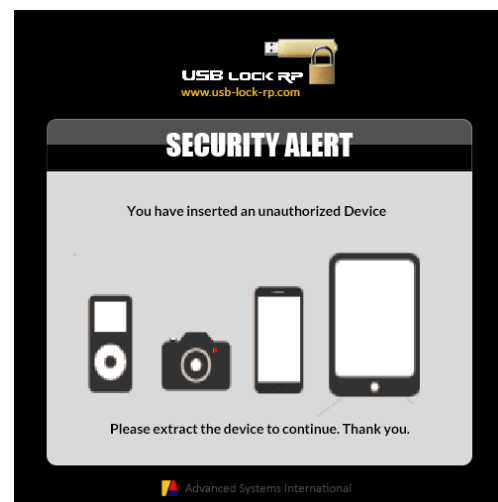 USB LOCK RP
www.usb-lock-rp.com
SECURITY ALERT
You have inserted an unauthorized Device
Please extract the device to continue. Thank you.
Advanced Systems International